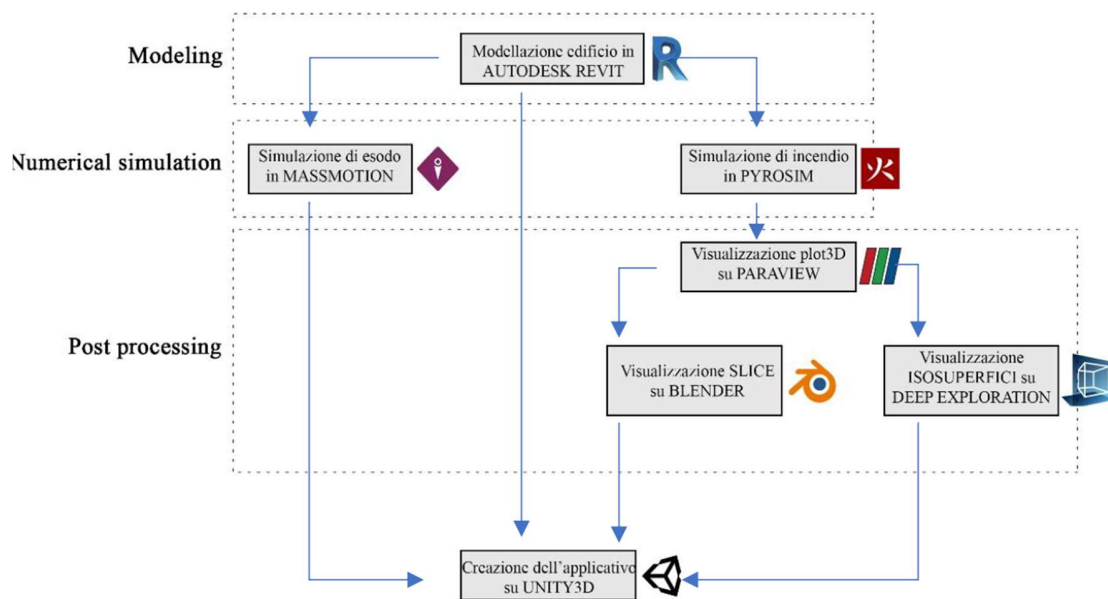 Modeling
Modellazione edificio in
AUTODESK REVIT
R
Numerical simulation
Simulazione di esodo
in MASSMOTION
Simulazione di incendio
in PYROSIM
火
Visualizzazione plot3D
su PARAVIEW
Post processing
Visualizzazione SLICE
su BLENDER
Visualizzazione
ISOSUPERFICI su
DEEP EXPLORATION
Creazione dell'applicativo
su UNITY3D